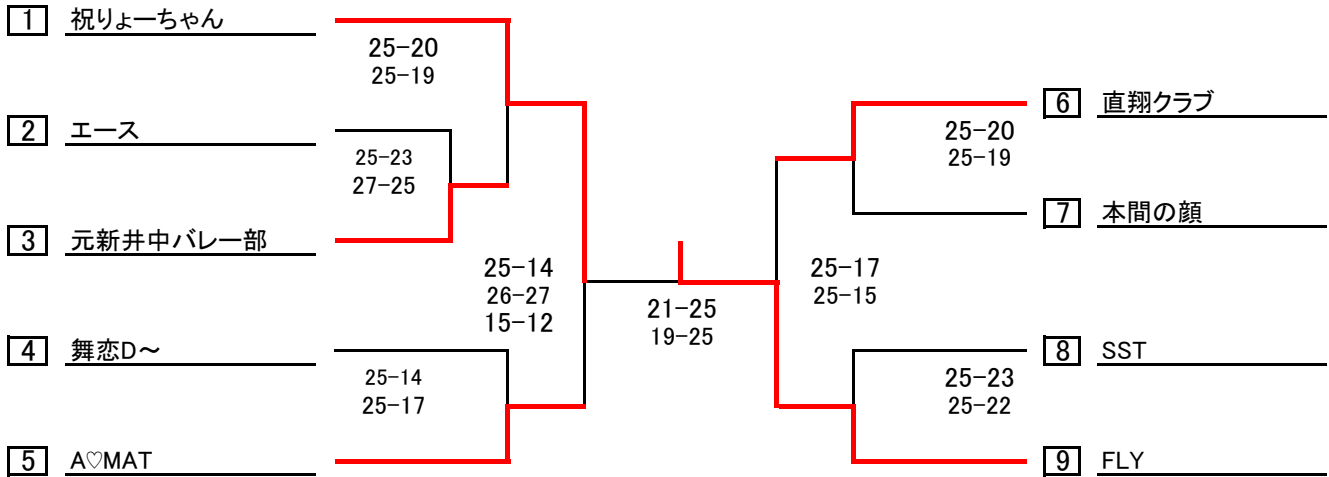 1 祝りょーちゃん
25-20
25-19
2 エース
25-23
27-25
3 元新井中バレー部
25-14
26-27
15-12
4 舞恋D～
25-14
25-17
5 A♡MAT
21-25
19-25
6 直翔クラブ
25-20
25-19
7 本間の顔
25-17
25-15
8 SST
25-23
25-22
9 FLY